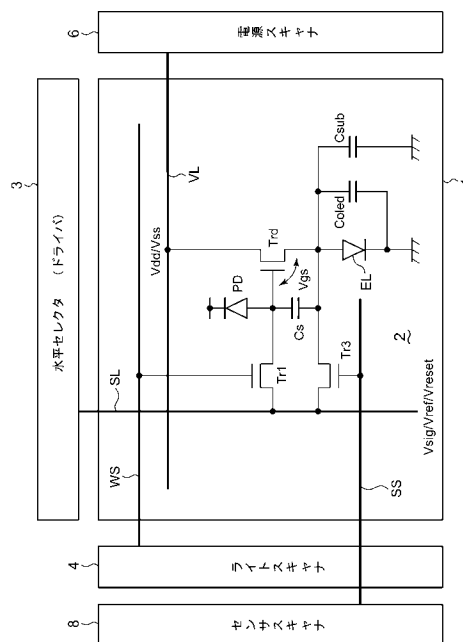 3
水平セレクタ (ドライバ)
6
電源スキャナ
SL
WS
VL
Vdd/Vss
PD
Trd
Vgs
Cs
Tr1
Tr3
Coled
Csub
EL
2
SS
Vsig/Vref/Vreset
4
ライトスキャナ
8
センサスキャナ